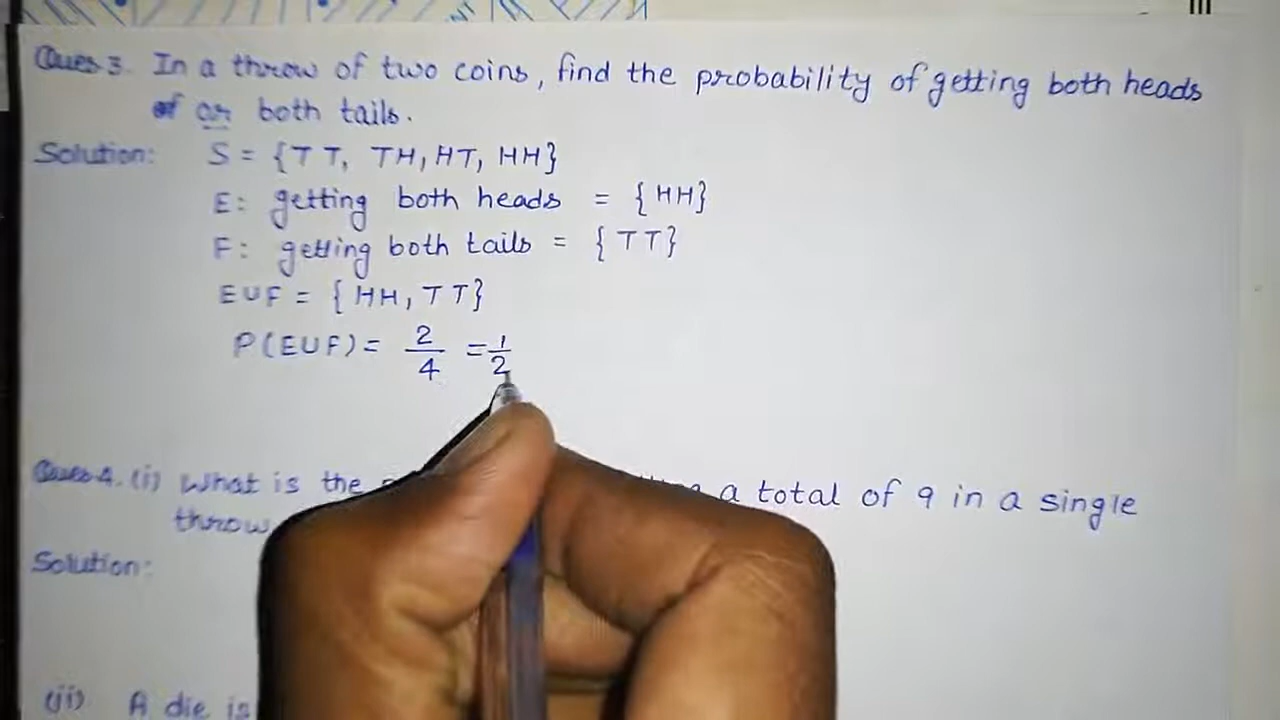 Ques 3. In a throw of two coins, find the probability of getting both heads
or both tails.
Solution: S = {TT, TH, HT, HH}
E: getting both heads = {HH}
F: getting both tails = {TT}
EUF = {HH, TT}
P(EUF) = 2/4 = 1/2
Ques 4. (i) What is the a total of 9 in a single
throw
Solution:
(ii) A die is